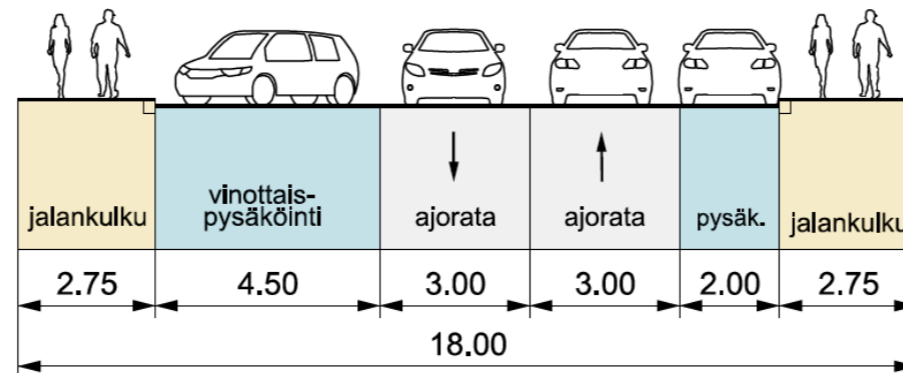 jalankulku
vinottais-
pysäköinti
ajorata
ajorata
pysäk.
jalankulku
2.75
4.50
3.00
3.00
2.00
2.75
18.00